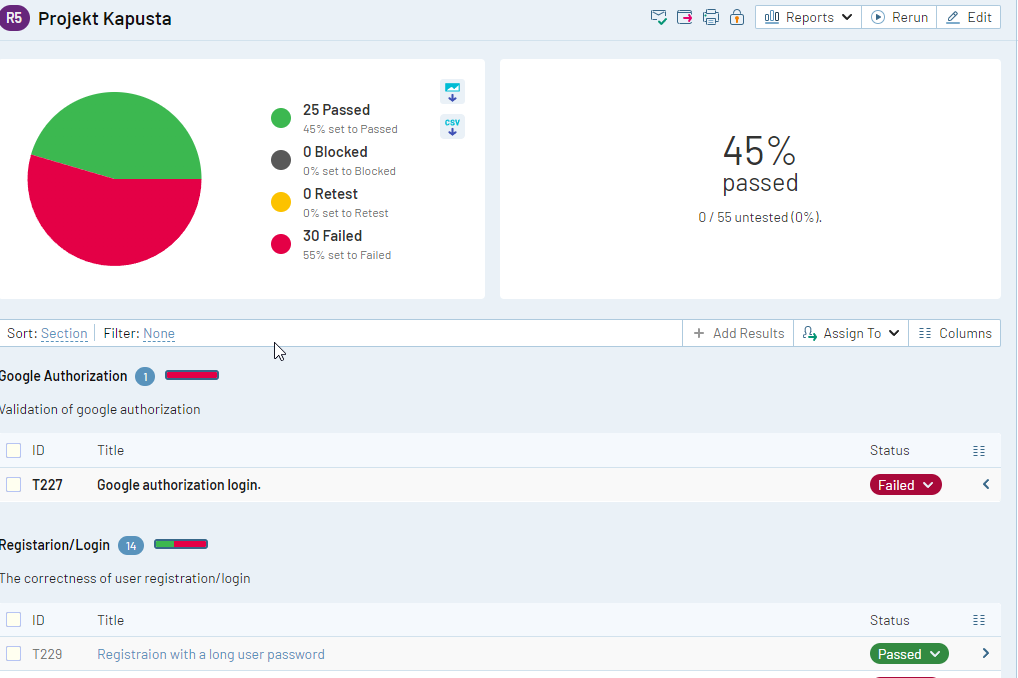 R5 Projekt Kapusta
Reports Rerun Edit
25 Passed
45% set to Passed
0 Blocked
0% set to Blocked
0 Retest
0% set to Retest
30 Failed
55% set to Failed
CSV
45%
passed
0 / 55 untested (0%).
Sort: Section Filter: None + Add Results Assign To Columns
Google Authorization 1
Validation of google authorization
ID Title Status
T227 Google authorization login. Failed
Registarion/Login 14
The correctness of user registration/login
ID Title Status
T229 Registraion with a long user password Passed